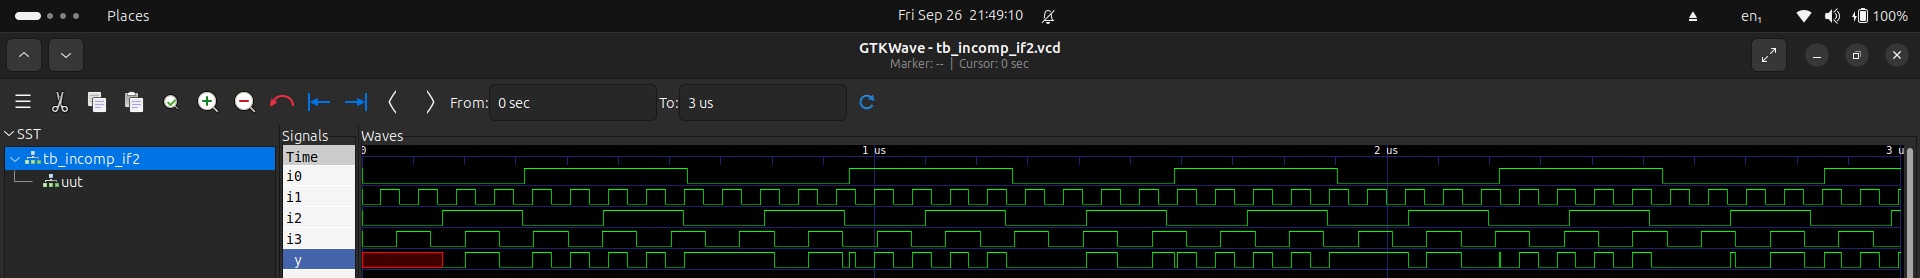 Places
Fri Sep 26 21:49:10
en₁
100%
GTKWave - tb_incomp_if2.vcd
Marker: -- | Cursor: 0 sec
From: 0 sec
To: 3 us
SST
tb_incomp_if2
uut
Signals
Time
i0
i1
i2
i3
y
Waves
0
1 us
2 us
3 u